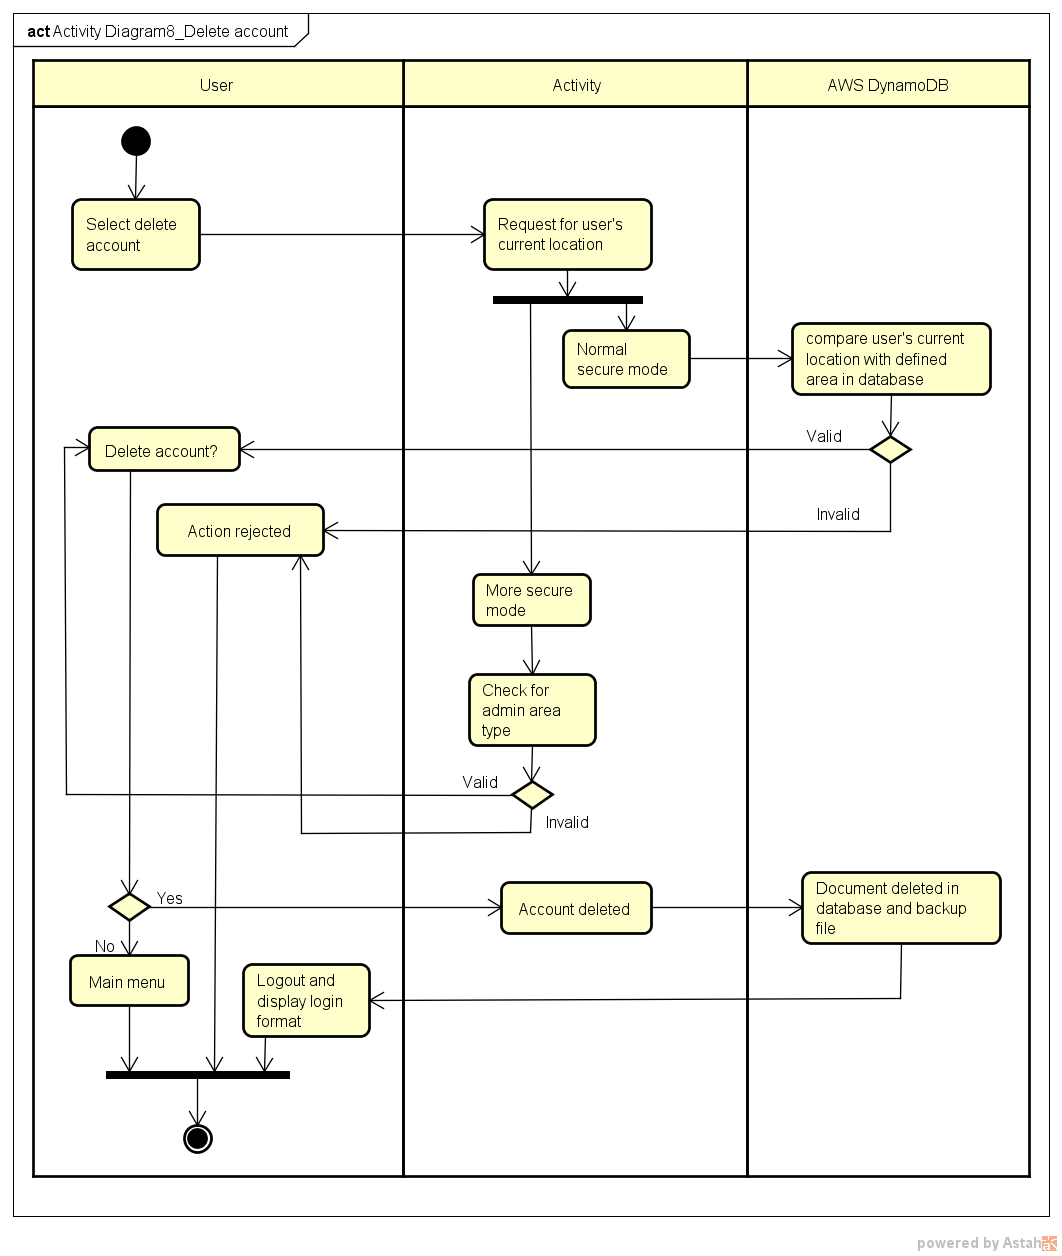 act Activity Diagram8_Delete account
User
Activity
AWS DynamoDB
Select delete
account
Request for user's
current location
Normal
secure mode
compare user's current
location with defined
area in database
Valid
Delete account?
Invalid
Action rejected
More secure
mode
Check for
admin area
type
Valid
Invalid
Yes
Account deleted
Document deleted in
database and backup
file
No
Main menu
Logout and
display login
format
powered by Astah